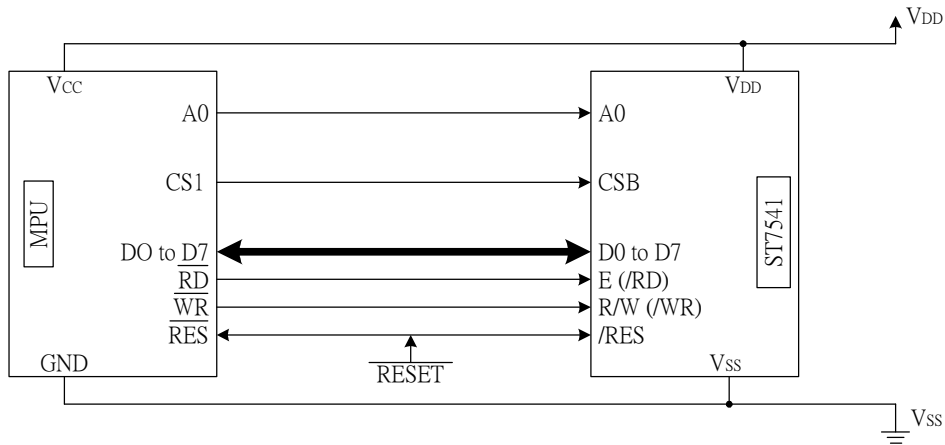 VDD
VCC
VDD
A0
A0
CS1
CSB
MPU
ST7541
DO to D7
D0 to D7
RD
E (/RD)
WR
R/W (/WR)
RES
/RES
GND
RESET
VSS
VSS